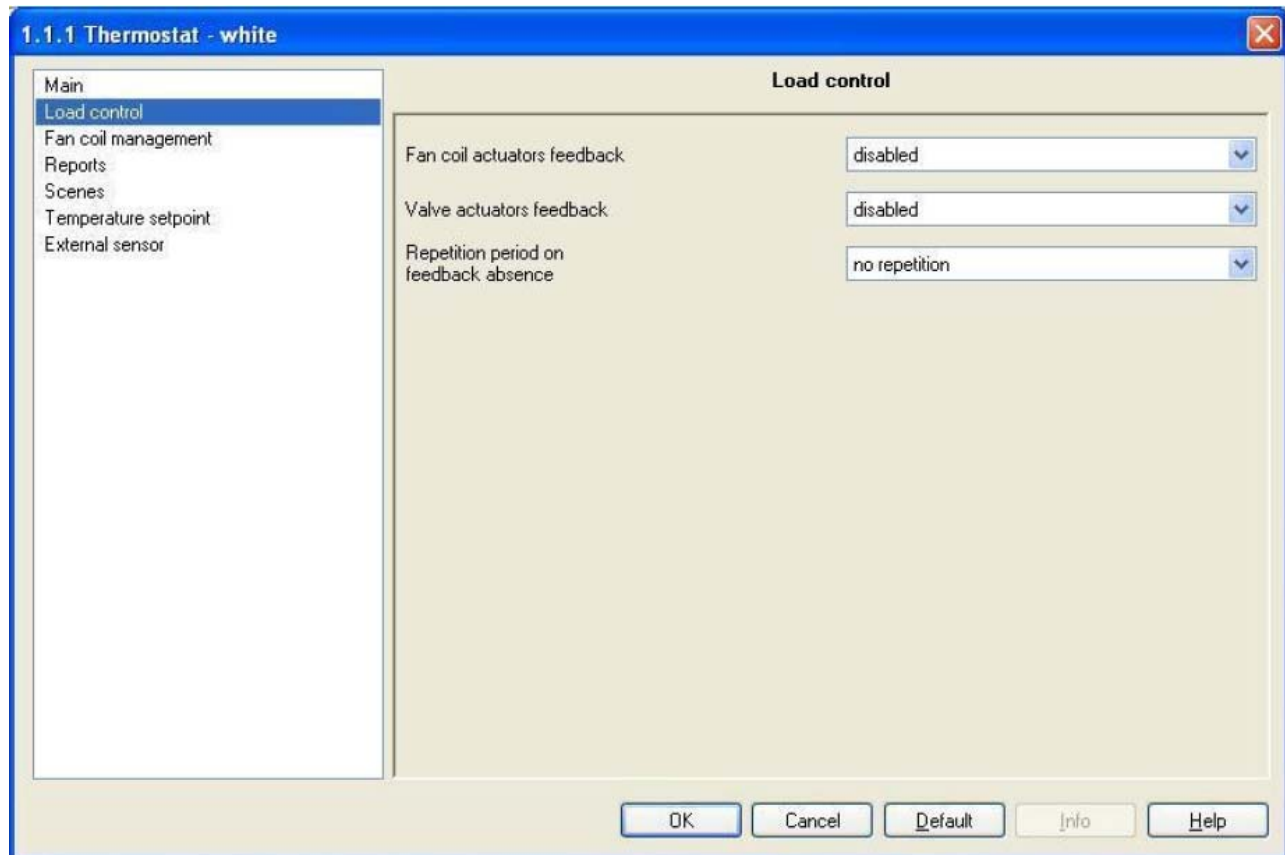 1.1.1 Thermostat - white
Main
Load control
Fan coil management
Reports
Scenes
Temperature setpoint
External sensor
Load control
Fan coil actuators feedback
disabled
Valve actuators feedback
disabled
Repetition period on
feedback absence
no repetition
OK
Cancel
Default
Info
Help